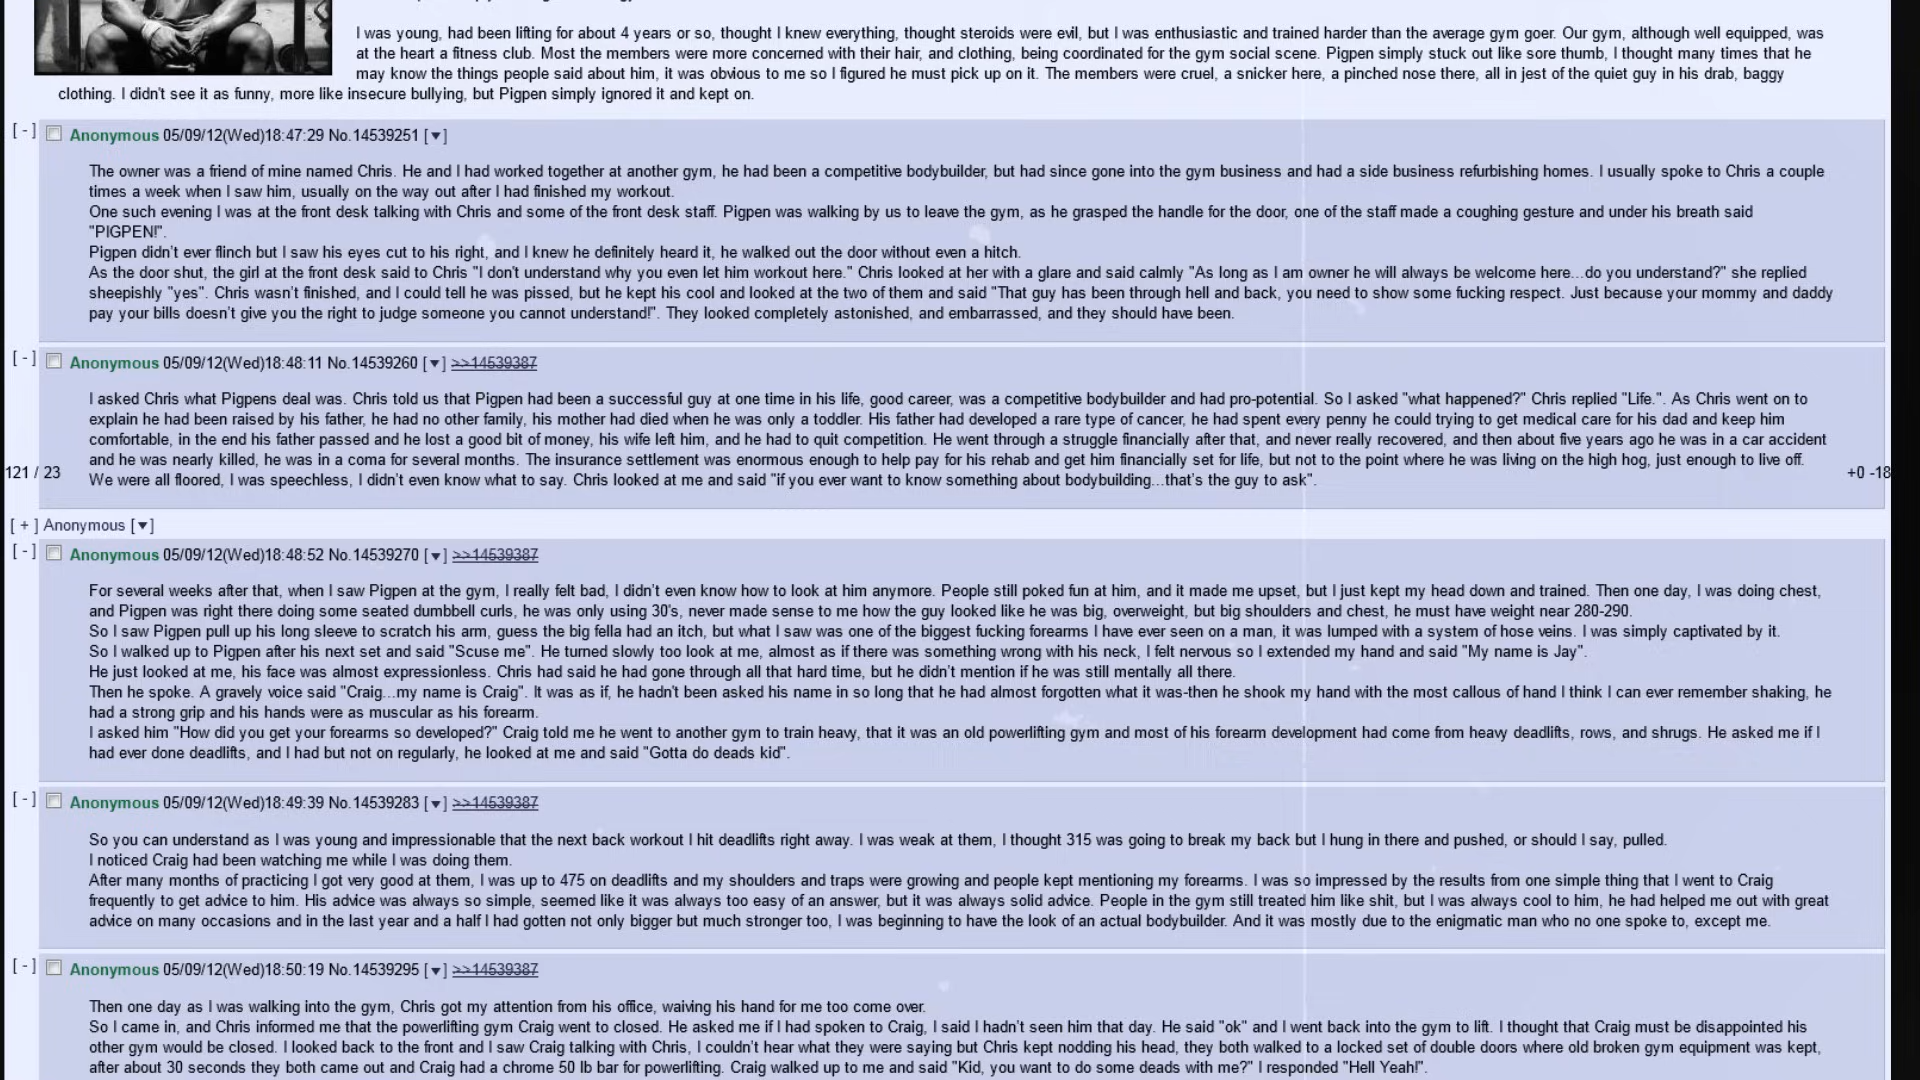 I was young, had been lifting for about 4 years or so, thought I knew everything, thought steroids were evil, but I was enthusiastic and trained harder than the average gym goer. Our gym, although well equipped, was
at the heart a fitness club. Most the members were more concerned with their hair, and clothing, being coordinated for the gym social scene. Pigpen simply stuck out like sore thumb, I thought many times that he
may know the things people said about him, it was obvious to me so I figured he must pick up on it. The members were cruel, a snicker here, a pinched nose there, all in jest of the quiet guy in his drab, baggy
clothing. I didn't see it as funny, more like insecure bullying, but Pigpen simply ignored it and kept on.
[ - ] Anonymous 05/09/12(Wed)18:47:29 No.14539251 [▼]
The owner was a friend of mine named Chris. He and I had worked together at another gym, he had been a competitive bodybuilder, but had since gone into the gym business and had a side business refurbishing homes. I usually spoke to Chris a couple
times a week when I saw him, usually on the way out after I had finished my workout.
One such evening I was at the front desk talking with Chris and some of the front desk staff. Pigpen was walking by us to leave the gym, as he grasped the handle for the door, one of the staff made a coughing gesture and under his breath said
"PIGPEN!".
Pigpen didn't ever flinch but I saw his eyes cut to his right, and I knew he definitely heard it, he walked out the door without even a hitch.
As the door shut, the girl at the front desk said to Chris "I don't understand why you even let him workout here." Chris looked at her with a glare and said calmly "As long as I am owner he will always be welcome here...do you understand?" she replied
sheepishly "yes". Chris wasn't finished, and I could tell he was pissed, but he kept his cool and looked at the two of them and said "That guy has been through hell and back, you need to show some fucking respect. Just because your mommy and daddy
pay your bills doesn't give you the right to judge someone you cannot understand!". They looked completely astonished, and embarrassed, and they should have been.
[ - ] Anonymous 05/09/12(Wed)18:48:11 No.14539260 [▼] >>14539387
I asked Chris what Pigpens deal was. Chris told us that Pigpen had been a successful guy at one time in his life, good career, was a competitive bodybuilder and had pro-potential. So I asked "what happened?" Chris replied "Life.". As Chris went on to
explain he had been raised by his father, he had no other family, his mother had died when he was only a toddler. His father had developed a rare type of cancer, he had spent every penny he could trying to get medical care for his dad and keep him
comfortable, in the end his father passed and he lost a good bit of money, his wife left him, and he had to quit competition. He went through a struggle financially after that, and never really recovered, and then about five years ago he was in a car accident
and he was nearly killed, he was in a coma for several months. The insurance settlement was enormous enough to help pay for his rehab and get him financially set for life, but not to the point where he was living on the high hog, just enough to live off.
121 / 23
+0 -18
We were all floored, I was speechless, I didn't even know what to say. Chris looked at me and said "if you ever want to know something about bodybuilding...that's the guy to ask".
[ + ] Anonymous [▼]
[ - ] Anonymous 05/09/12(Wed)18:48:52 No.14539270 [▼] >>14539387
For several weeks after that, when I saw Pigpen at the gym, I really felt bad, I didn't even know how to look at him anymore. People still poked fun at him, and it made me upset, but I just kept my head down and trained. Then one day, I was doing chest,
and Pigpen was right there doing some seated dumbbell curls, he was only using 30's, never made sense to me how the guy looked like he was big, overweight, but big shoulders and chest, he must have weight near 280-290.
So I saw Pigpen pull up his long sleeve to scratch his arm, guess the big fella had an itch, but what I saw was one of the biggest fucking forearms I have ever seen on a man, it was lumped with a system of hose veins. I was simply captivated by it.
So I walked up to Pigpen after his next set and said "Scuse me". He turned slowly too look at me, almost as if there was something wrong with his neck, I felt nervous so I extended my hand and said "My name is Jay".
He just looked at me, his face was almost expressionless. Chris had said he had gone through all that hard time, but he didn't mention if he was still mentally all there.
Then he spoke. A gravely voice said "Craig...my name is Craig". It was as if, he hadn't been asked his name in so long that he had almost forgotten what it was-then he shook my hand with the most callous of hand I think I can ever remember shaking, he
had a strong grip and his hands were as muscular as his forearm.
I asked him "How did you get your forearms so developed?" Craig told me he went to another gym to train heavy, that it was an old powerlifting gym and most of his forearm development had come from heavy deadlifts, rows, and shrugs. He asked me if I
had ever done deadlifts, and I had but not on regularly, he looked at me and said "Gotta do deads kid".
[ - ] Anonymous 05/09/12(Wed)18:49:39 No.14539283 [▼] >>14539387
So you can understand as I was young and impressionable that the next back workout I hit deadlifts right away. I was weak at them, I thought 315 was going to break my back but I hung in there and pushed, or should I say, pulled.
I noticed Craig had been watching me while I was doing them.
After many months of practicing I got very good at them, I was up to 475 on deadlifts and my shoulders and traps were growing and people kept mentioning my forearms. I was so impressed by the results from one simple thing that I went to Craig
frequently to get advice to him. His advice was always so simple, seemed like it was always too easy of an answer, but it was always solid advice. People in the gym still treated him like shit, but I was always cool to him, he had helped me out with great
advice on many occasions and in the last year and a half I had gotten not only bigger but much stronger too, I was beginning to have the look of an actual bodybuilder. And it was mostly due to the enigmatic man who no one spoke to, except me.
[ - ] Anonymous 05/09/12(Wed)18:50:19 No.14539295 [▼] >>14539387
Then one day as I was walking into the gym, Chris got my attention from his office, waiving his hand for me too come over.
So I came in, and Chris informed me that the powerlifting gym Craig went to closed. He asked me if I had spoken to Craig, I said I hadn't seen him that day. He said "ok" and I went back into the gym to lift. I thought that Craig must be disappointed his
other gym would be closed. I looked back to the front and I saw Craig talking with Chris, I couldn't hear what they were saying but Chris kept nodding his head, they both walked to a locked set of double doors where old broken gym equipment was kept,
after about 30 seconds they both came out and Craig had a chrome 50 lb bar for powerlifting. Craig walked up to me and said "Kid, you want to do some deads with me?" I responded "Hell Yeah!".